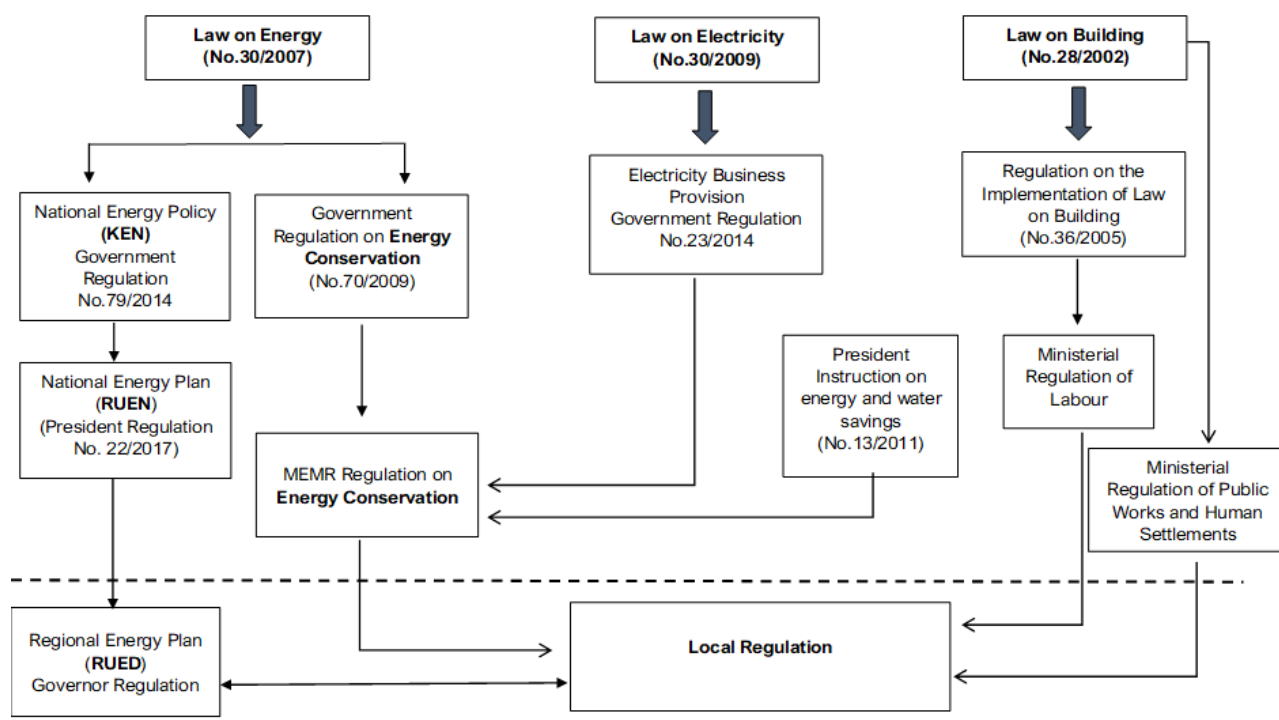 Law on Energy
(No.30/2007)
Law on Electricity
(No.30/2009)
Law on Building
(No.28/2002)
National Energy Policy
(KEN)
Government
Regulation
No.79/2014
Government
Regulation on Energy
Conservation
(No.70/2009)
Electricity Business
Provision
Government Regulation
No.23/2014
Regulation on the
Implementation of Law
on Building
(No.36/2005)
National Energy Plan
(RUEN)
(President Regulation
No. 22/2017)
MEMR Regulation on
Energy Conservation
President
Instruction on
energy and water
savings
(No.13/2011)
Ministerial
Regulation of
Labour
Ministerial
Regulation of Public
Works and Human
Settlements
Regional Energy Plan
(RUED)
Governor Regulation
Local Regulation